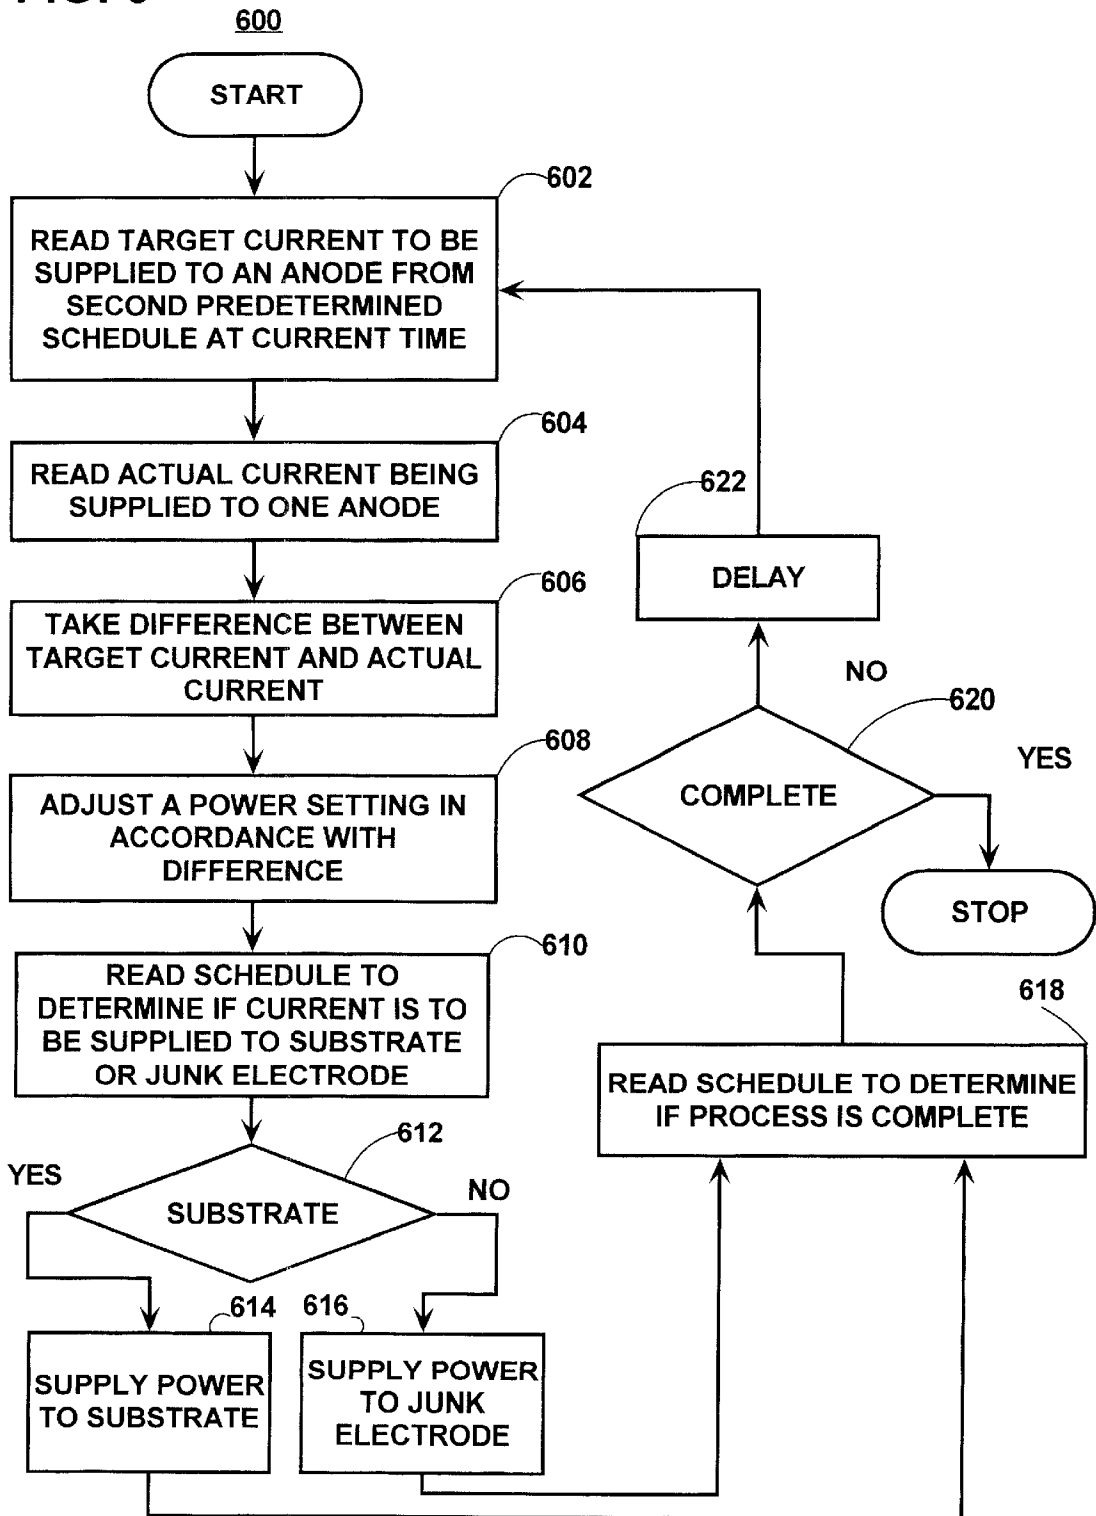 600
START
602
READ TARGET CURRENT TO BE
SUPPLIED TO AN ANODE FROM
SECOND PREDETERMINED
SCHEDULE AT CURRENT TIME
604
READ ACTUAL CURRENT BEING
SUPPLIED TO ONE ANODE
606
TAKE DIFFERENCE BETWEEN
TARGET CURRENT AND ACTUAL
CURRENT
608
ADJUST A POWER SETTING IN
ACCORDANCE WITH
DIFFERENCE
610
READ SCHEDULE TO
DETERMINE IF CURRENT IS TO
BE SUPPLIED TO SUBSTRATE
OR JUNK ELECTRODE
612
YES
SUBSTRATE
NO
614
SUPPLY POWER
TO SUBSTRATE
616
SUPPLY POWER
TO JUNK
ELECTRODE
618
READ SCHEDULE TO DETERMINE
IF PROCESS IS COMPLETE
620
COMPLETE
NO
YES
STOP
622
DELAY